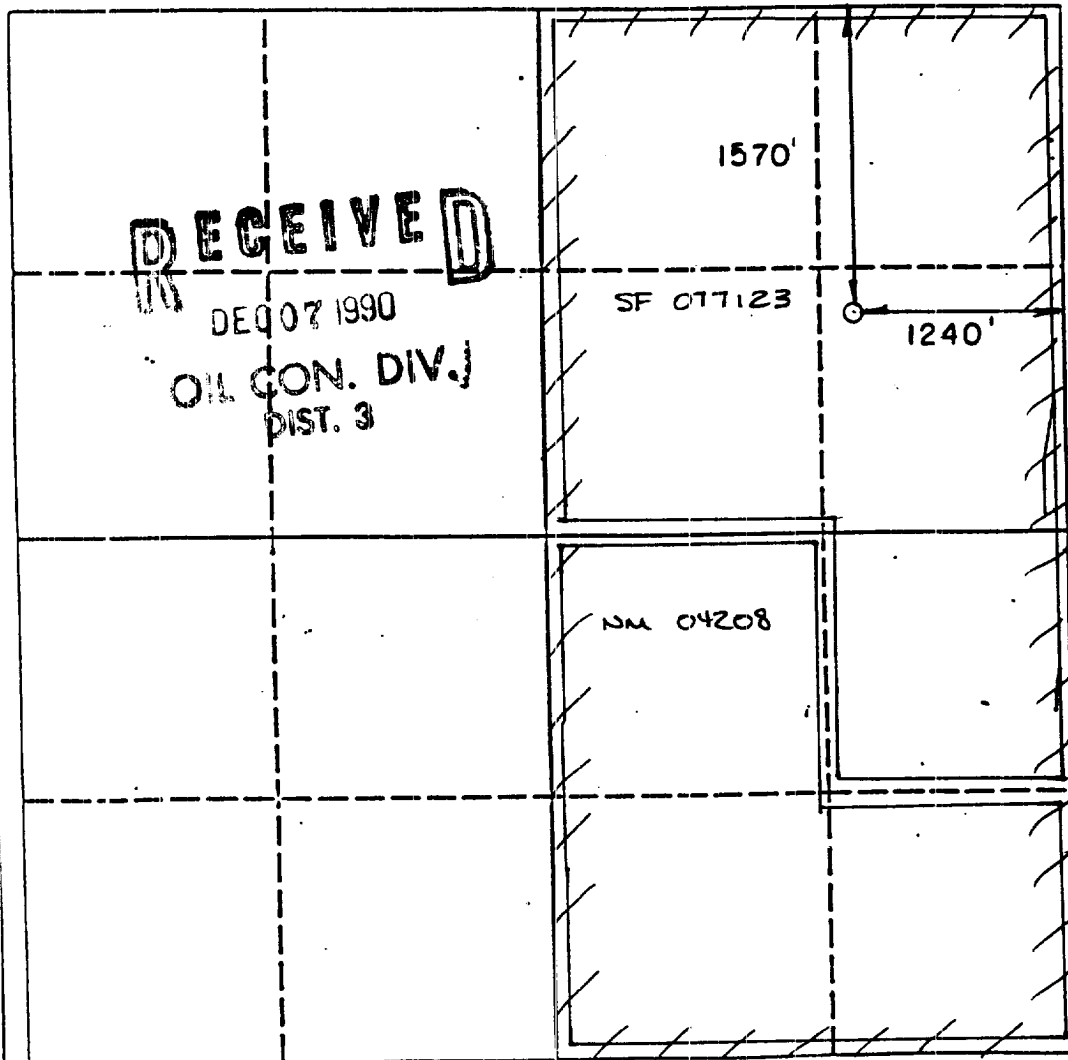 1570'
RECEIVED
SF 077123
DEC 07 1990
1240'
OIL CON. DIV.
DIST. 3
NM 04208